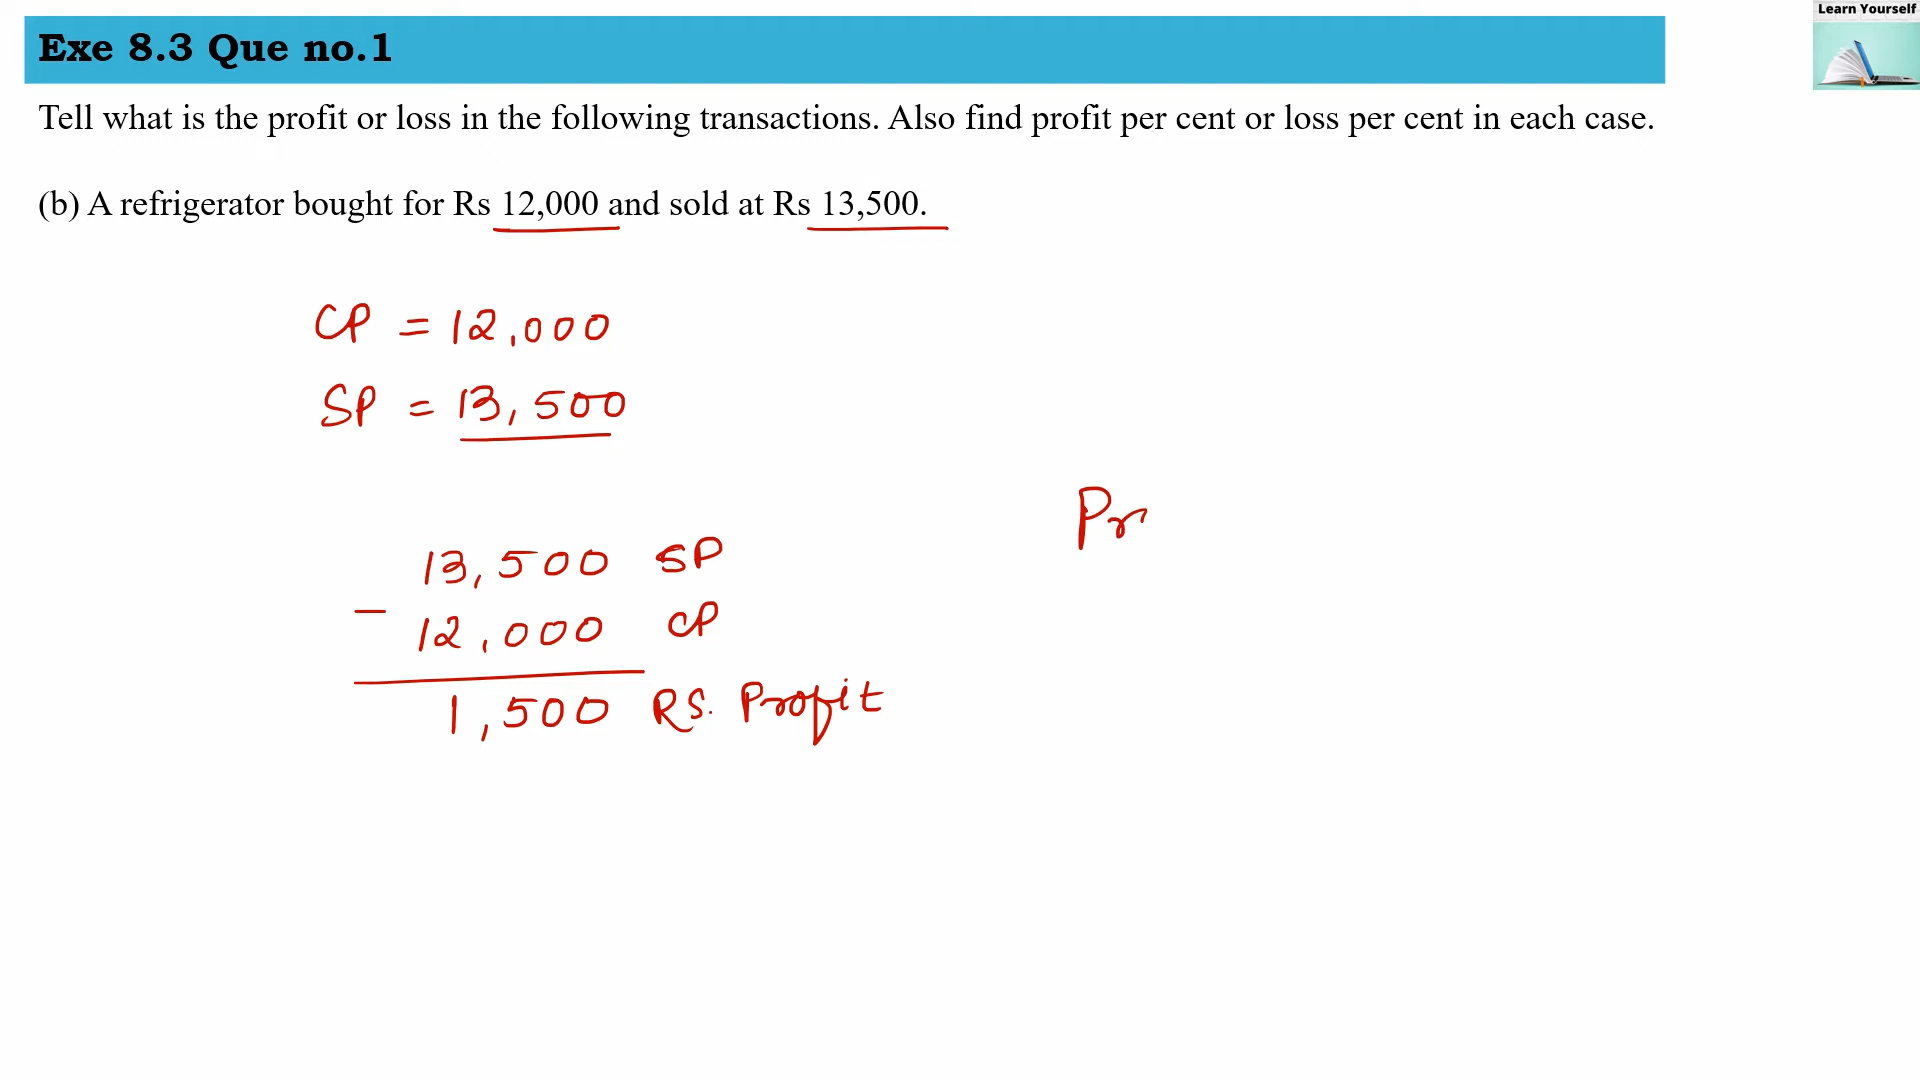 Learn Yourself
Exe 8.3 Que no.1
Tell what is the profit or loss in the following transactions. Also find profit per cent or loss per cent in each case.
(b) A refrigerator bought for Rs 12,000 and sold at Rs 13,500.
CP = 12,000
SP = 13,500
Pr
13,500 SP
- 12,000 CP
1,500 RS. Profit